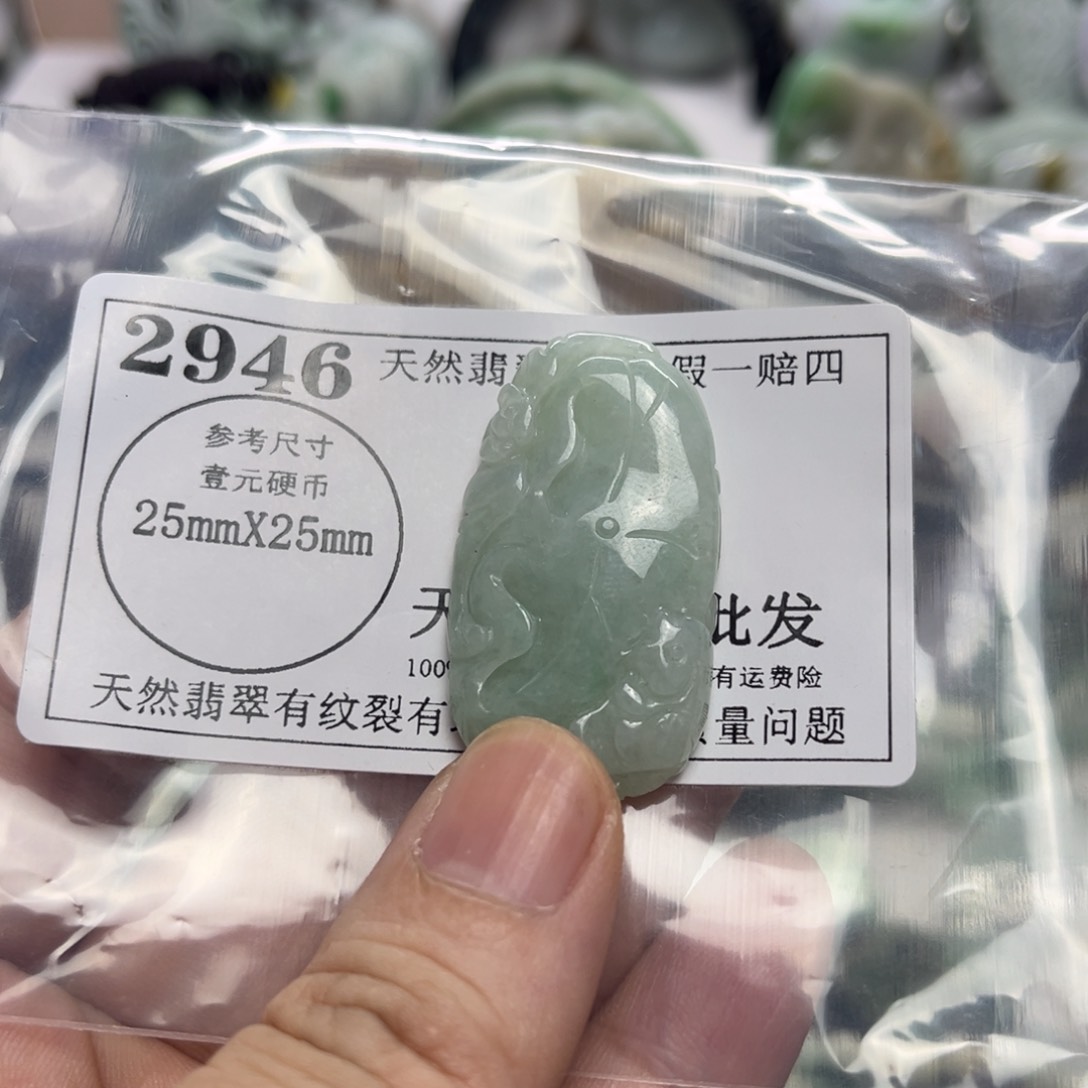 2946
天然翡 假一赔四
参考尺寸
壹元硬币
25mmX25mm
天 批发
100% 有运费险
天然翡翠有纹裂有 量问题